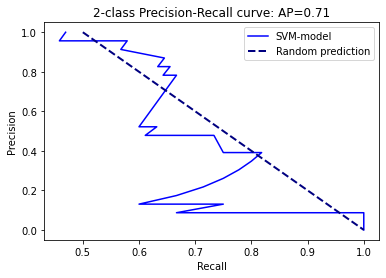 2-class Precision-Recall curve: AP=0.71
SVM-model
Random prediction
Precision
1.0
0.8
0.6
0.4
0.2
0.0
0.5 0.6 0.7 0.8 0.9 1.0
Recall